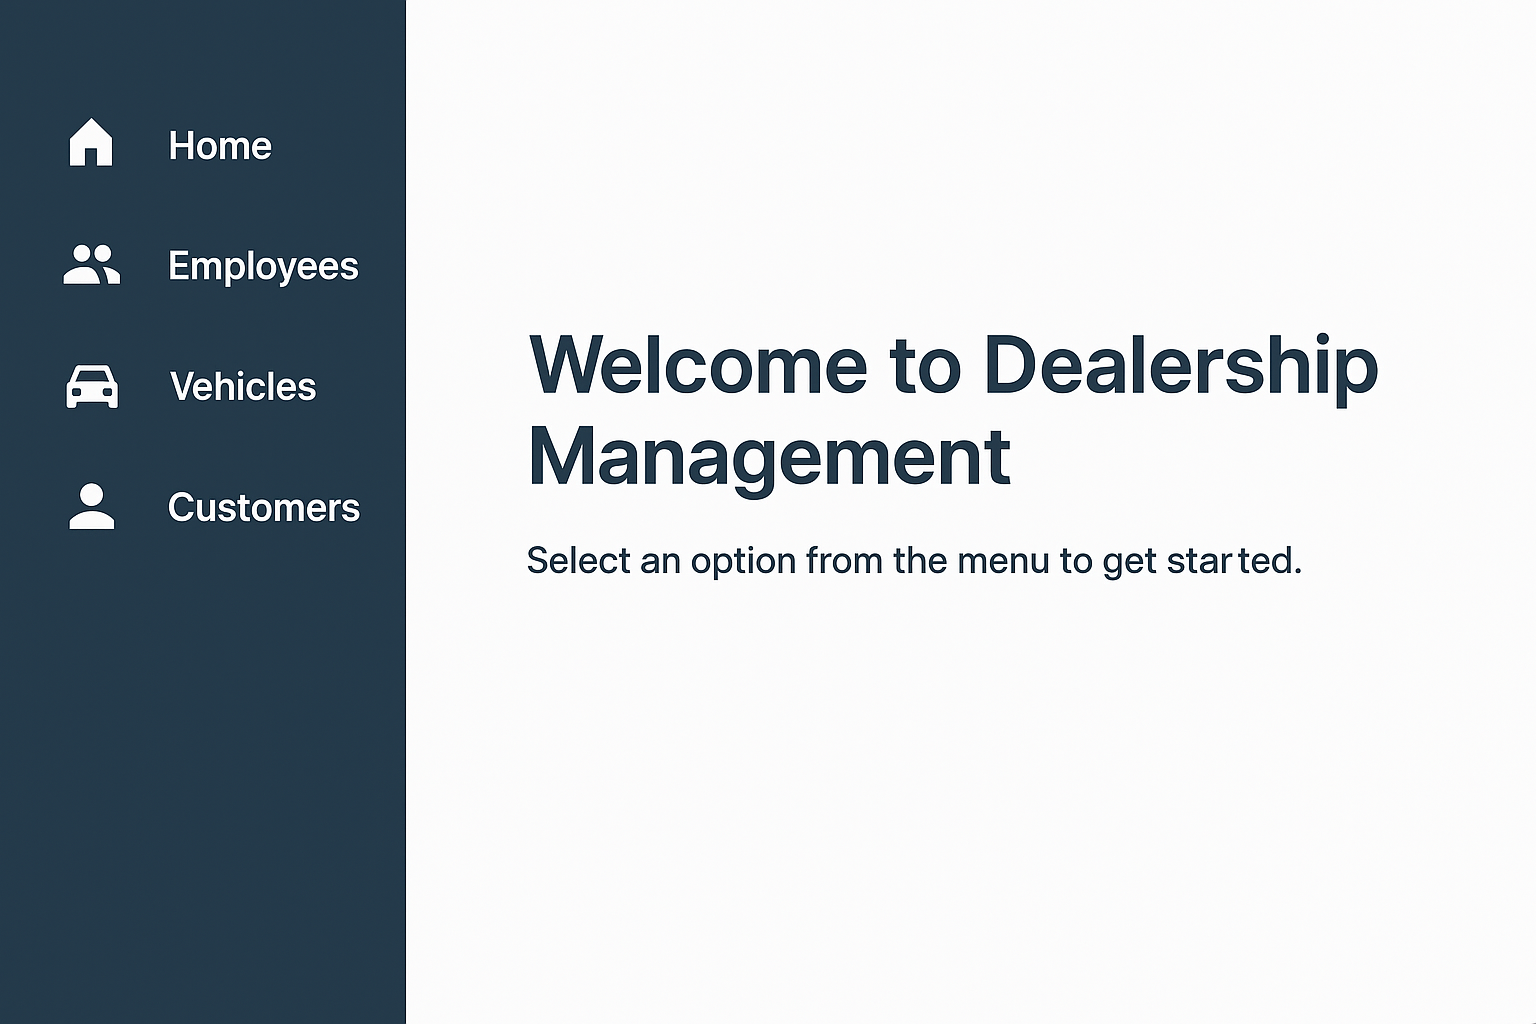 Home
Employees
Vehicles
Customers
Welcome to Dealership
Management
Select an option from the menu to get started.